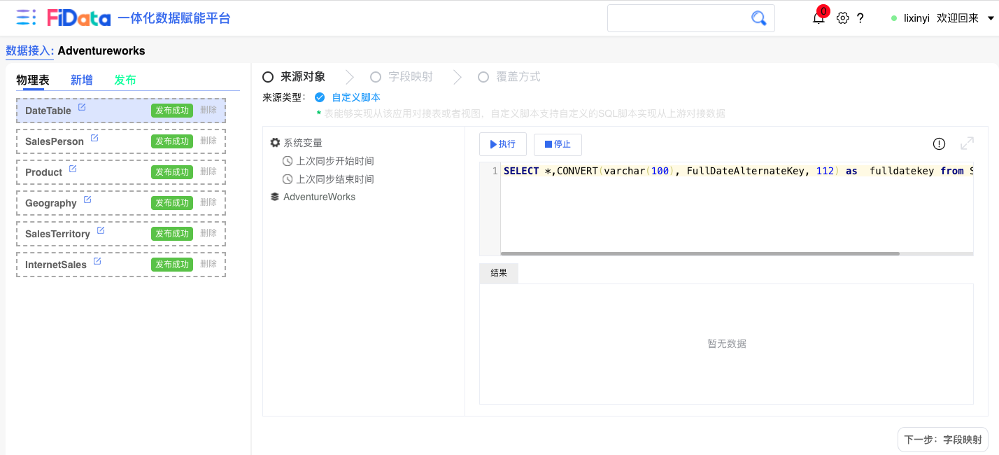 FiData 一体化数据赋能平台
0
? lixinyi 欢迎回来
数据接入: Adventureworks
物理表 新增 发布
DateTable 发布成功 删除
SalesPerson 发布成功 删除
Product 发布成功 删除
Geography 发布成功 删除
SalesTerritory 发布成功 删除
InternetSales 发布成功 删除
来源对象 字段映射 覆盖方式
来源类型: 自定义脚本
* 表能够实现从该应用对接表或者视图，自定义脚本支持自定义的SQL脚本实现从上游对接数据
系统变量
上次同步开始时间
上次同步结束时间
AdventureWorks
执行 停止
1 SELECT *,CONVERT(varchar(100), FullDateAlternateKey, 112) as  fulldatekey from S
结果
暂无数据
下一步：字段映射